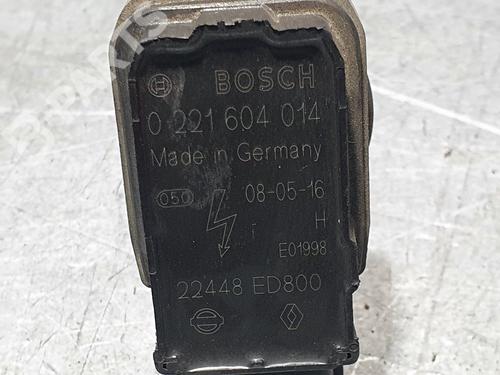 BOSCH
0 221 604 014
Made in Germany
050 08-05-16
H
E01998
22448 ED800